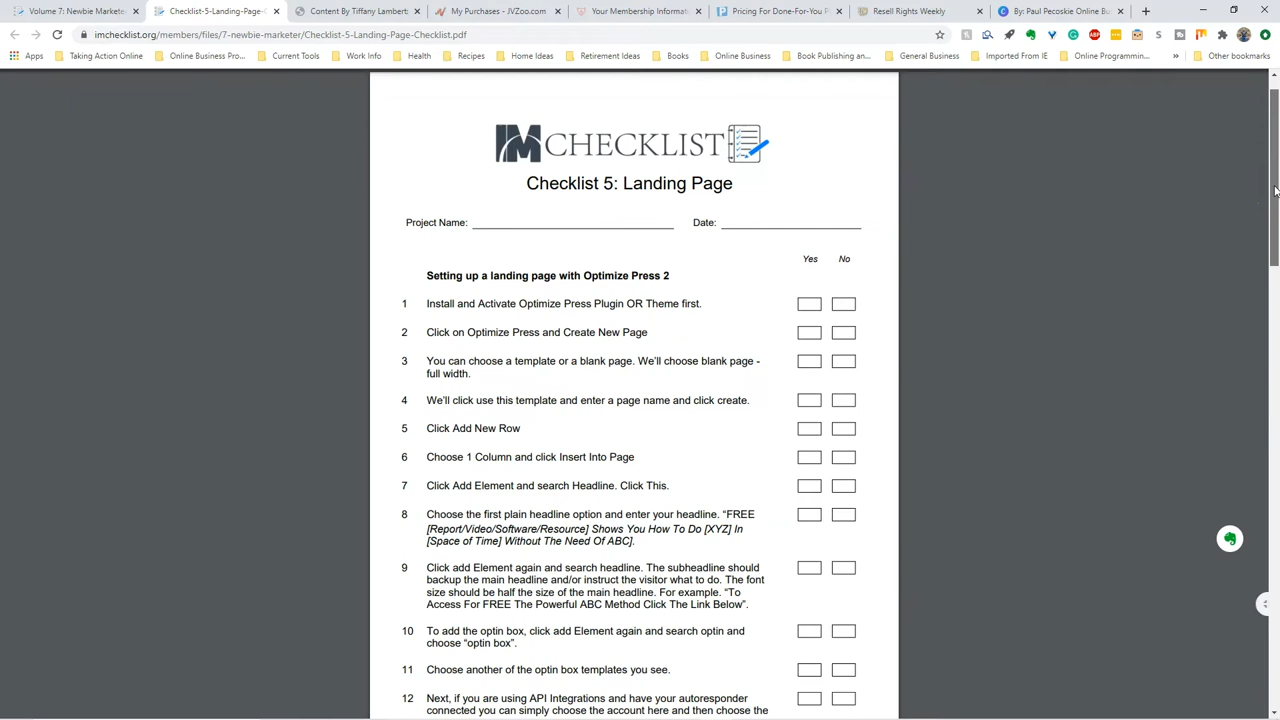 Volume 7: Newbie Markete
Checklist-5-Landing-Page-C
Content By Tiffany Lambert
My Purchases - JVZoo.com
Your Membership Informat
Pricing For Done-For-You P
Resell Rights Weekly
By: Paul Pecoskie Online Bu
imchecklist.org/members/files/7-newbie-marketer/Checklist-5-Landing-Page-Checklist.pdf
Apps
Taking Action Online
Online Business Pro...
Current Tools
Work Info
Health
Recipes
Home Ideas
Retirement Ideas
Books
Online Business
Book Publishing an...
General Business
Imported From IE
Online Programmin...
Other bookmarks
IM CHECKLIST
Checklist 5: Landing Page
Project Name: Date:
Yes No
Setting up a landing page with Optimize Press 2
1 Install and Activate Optimize Press Plugin OR Theme first.
2 Click on Optimize Press and Create New Page
3 You can choose a template or a blank page. We'll choose blank page -
full width.
4 We'll click use this template and enter a page name and click create.
5 Click Add New Row
6 Choose 1 Column and click Insert Into Page
7 Click Add Element and search Headline. Click This.
8 Choose the first plain headline option and enter your headline. “FREE
[Report/Video/Software/Resource] Shows You How To Do [XYZ] In
[Space of Time] Without The Need Of ABC].
9 Click add Element again and search headline. The subheadline should
backup the main headline and/or instruct the visitor what to do. The font
size should be half the size of the main headline. For example. “To
Access For FREE The Powerful ABC Method Click The Link Below”.
10 To add the optin box, click add Element again and search optin and
choose “optin box”.
11 Choose another of the optin box templates you see.
12 Next, if you are using API Integrations and have your autoresponder
connected you can simply choose the account here and then choose the